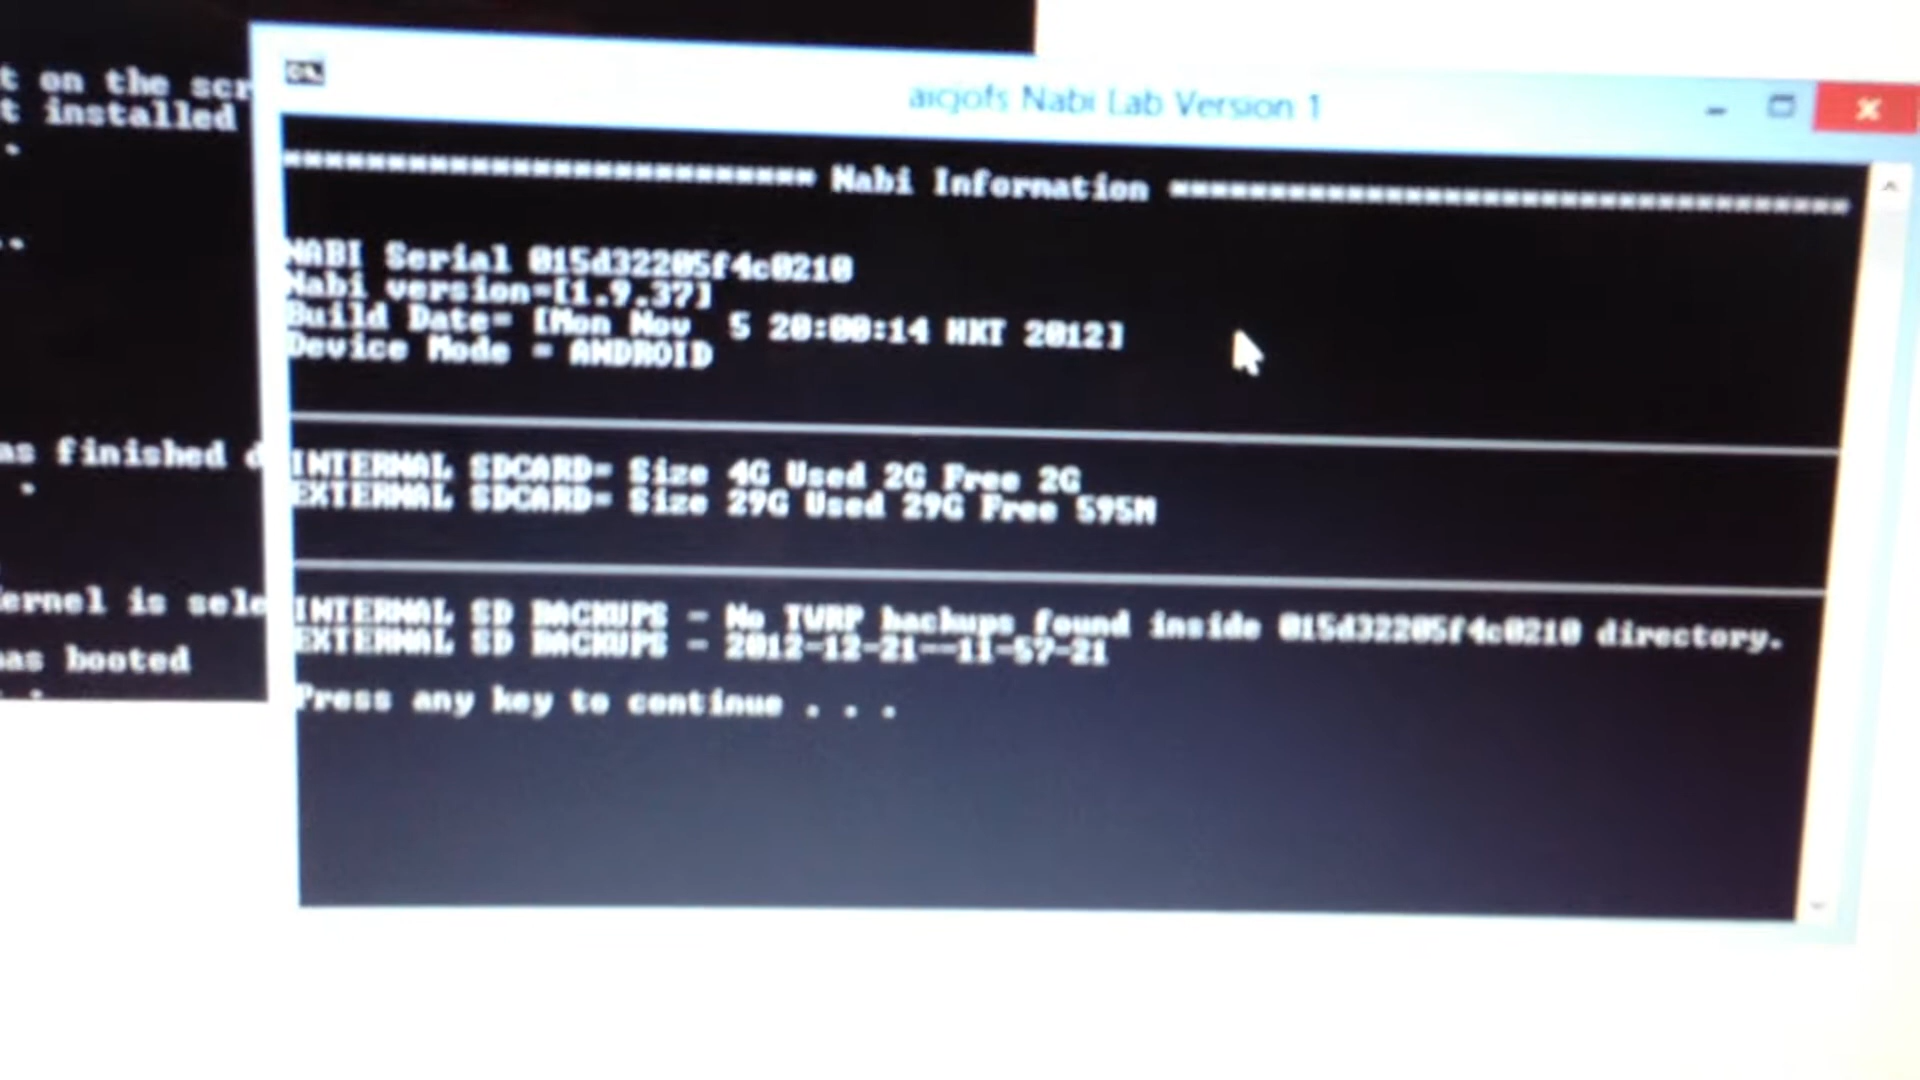 t on the scr
t installed
aicjofs Nabi Lab Version 1
Nabi Information
NABI Serial 015d32205f4c0210
Nabi version=[1.9.37]
Build Date= [Mon Nov  5 20:00:14 HKT 2012]
Device Mode = ANDROID
as finished d
INTERNAL SDCARD= Size 4G Used 2G Free 2G
EXTERNAL SDCARD= Size 29G Used 29G Free 595M
ernel is sele
INTERNAL SD BACKUPS - No TWRP backups found inside 015d32205f4c0210 directory.
EXTERNAL SD BACKUPS - 2012-12-21--11-57-21
as booted
Press any key to continue . . .